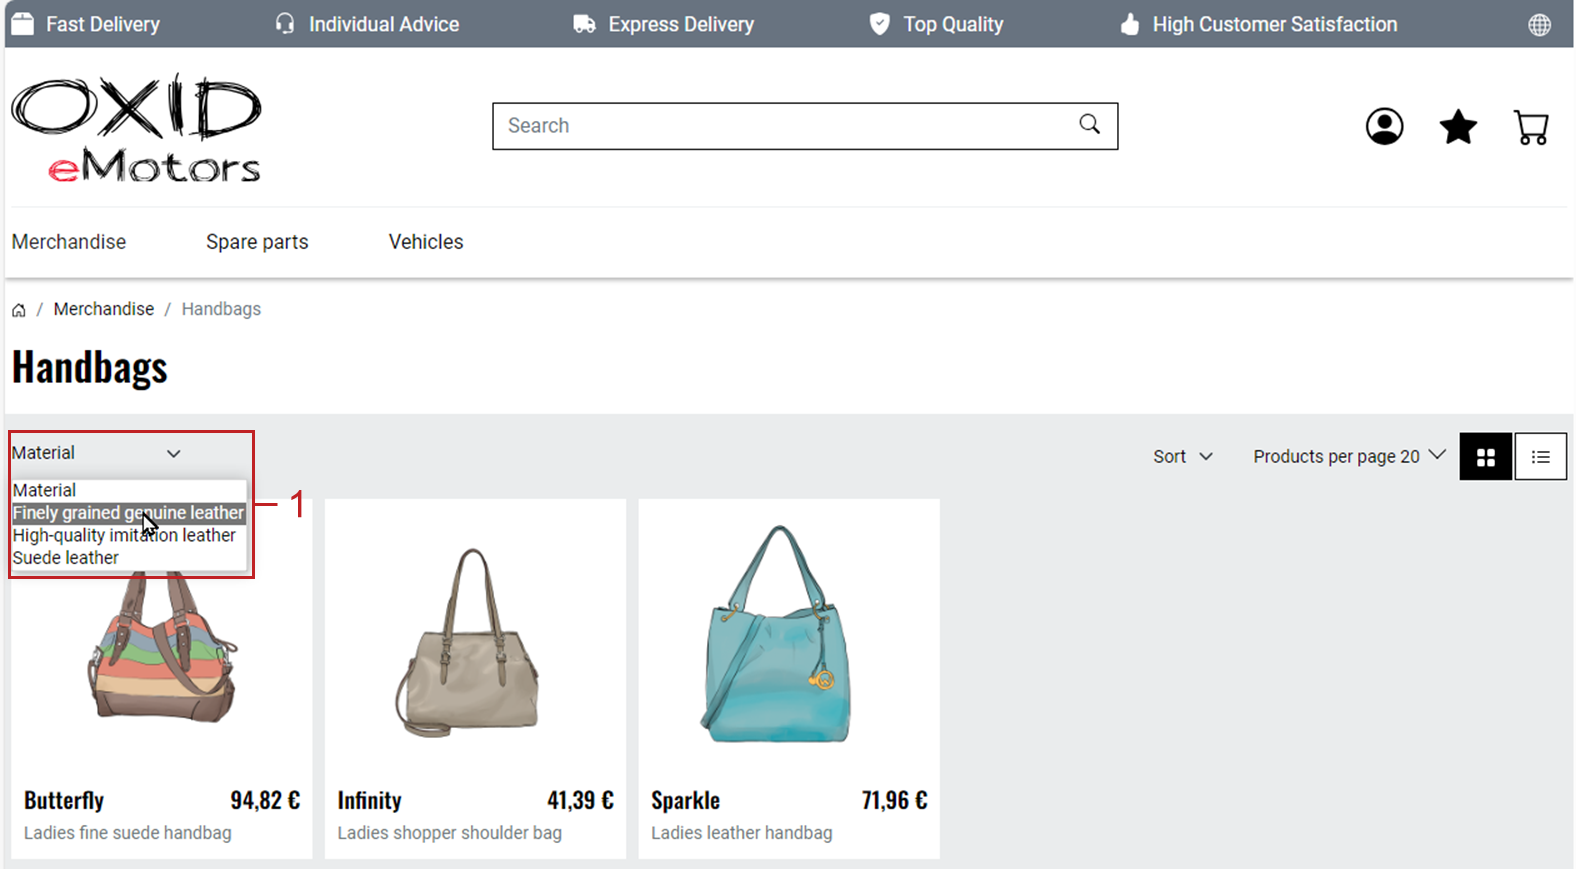 Fast Delivery
Individual Advice
Express Delivery
Top Quality
High Customer Satisfaction
OXID
eMotors
Search
Merchandise
Spare parts
Vehicles
/ Merchandise / Handbags
Handbags
Material
Sort
Products per page 20
Material
Finely grained genuine leather
High-quality imitation leather
Suede leather
1
Butterfly 94,82 €
Ladies fine suede handbag
Infinity 41,39 €
Ladies shopper shoulder bag
Sparkle 71,96 €
Ladies leather handbag